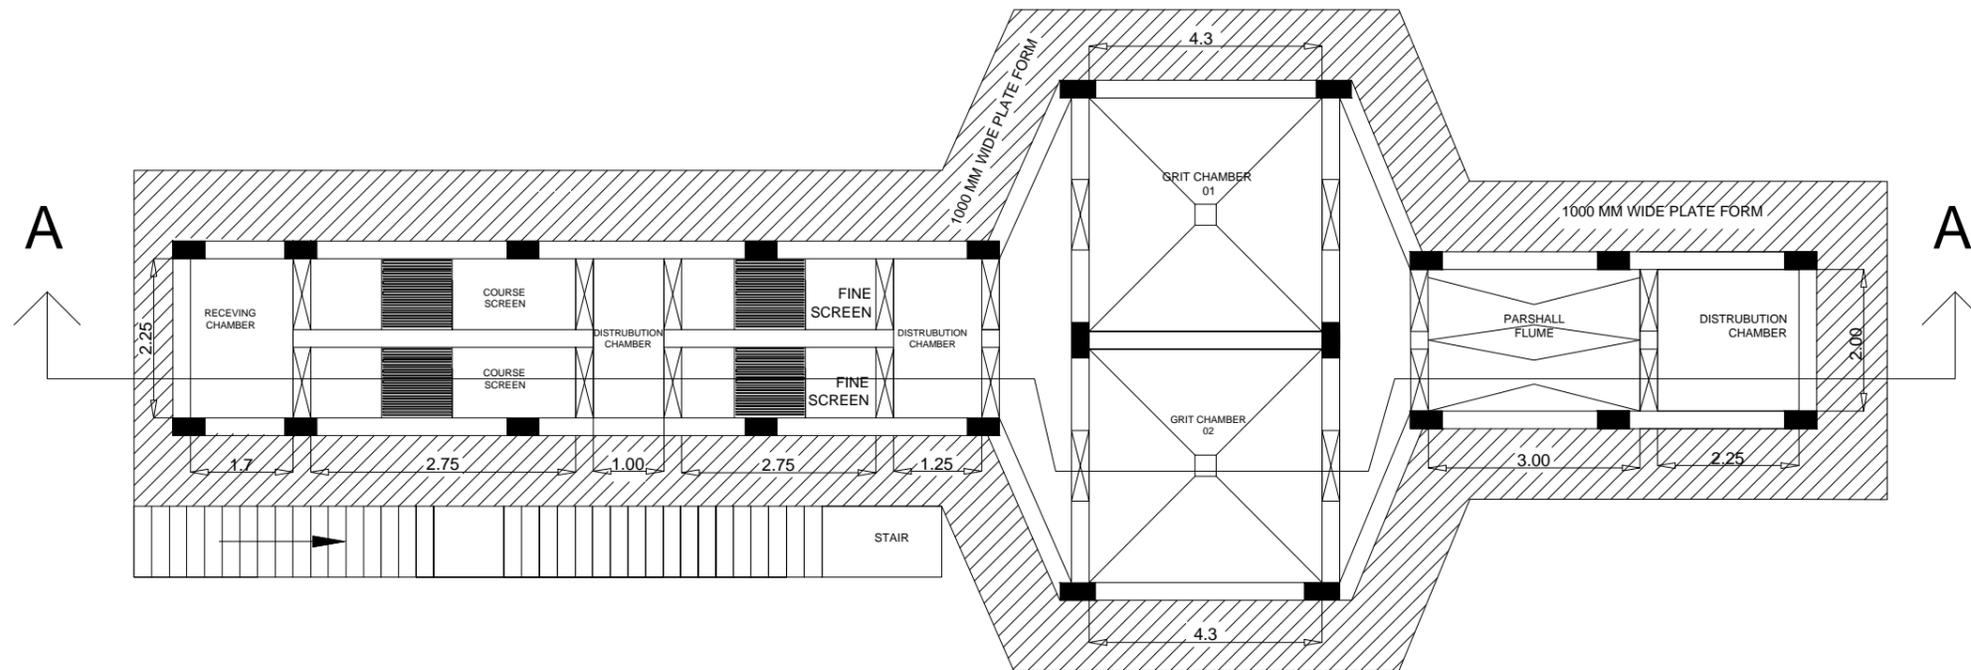 4.3
1000 MM WIDE PLATE FORM
GRIT CHAMBER
01
1000 MM WIDE PLATE FORM
A
A
RECEVING
CHAMBER
COURSE
SCREEN
FINE
SCREEN
DISTRUBUTION
CHAMBER
DISTRUBUTION
CHAMBER
PARSHALL
FLUME
DISTRUBUTION
CHAMBER
2.25
2.00
COURSE
SCREEN
FINE
SCREEN
GRIT CHAMBER
02
1.7
2.75
1.00
2.75
1.25
3.00
2.25
STAIR
4.3